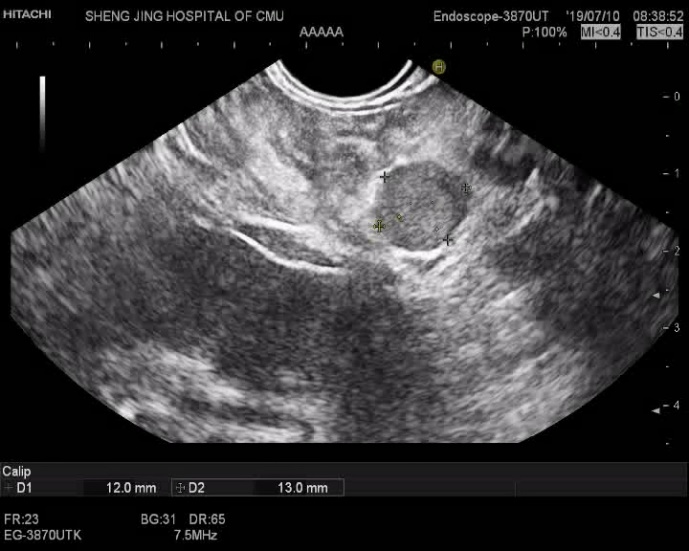 HITACHI SHENG JING HOSPITAL OF CMU Endoscope-3870UT '19/07/10 08:38:52
AAAAA P:100% MI<0.4 TIS<0.4
H
0
1
2
3
4
Calip
D1 12.0 mm D2 13.0 mm
FR:23 BG:31 DR:65
EG-3870UTK 7.5MHz